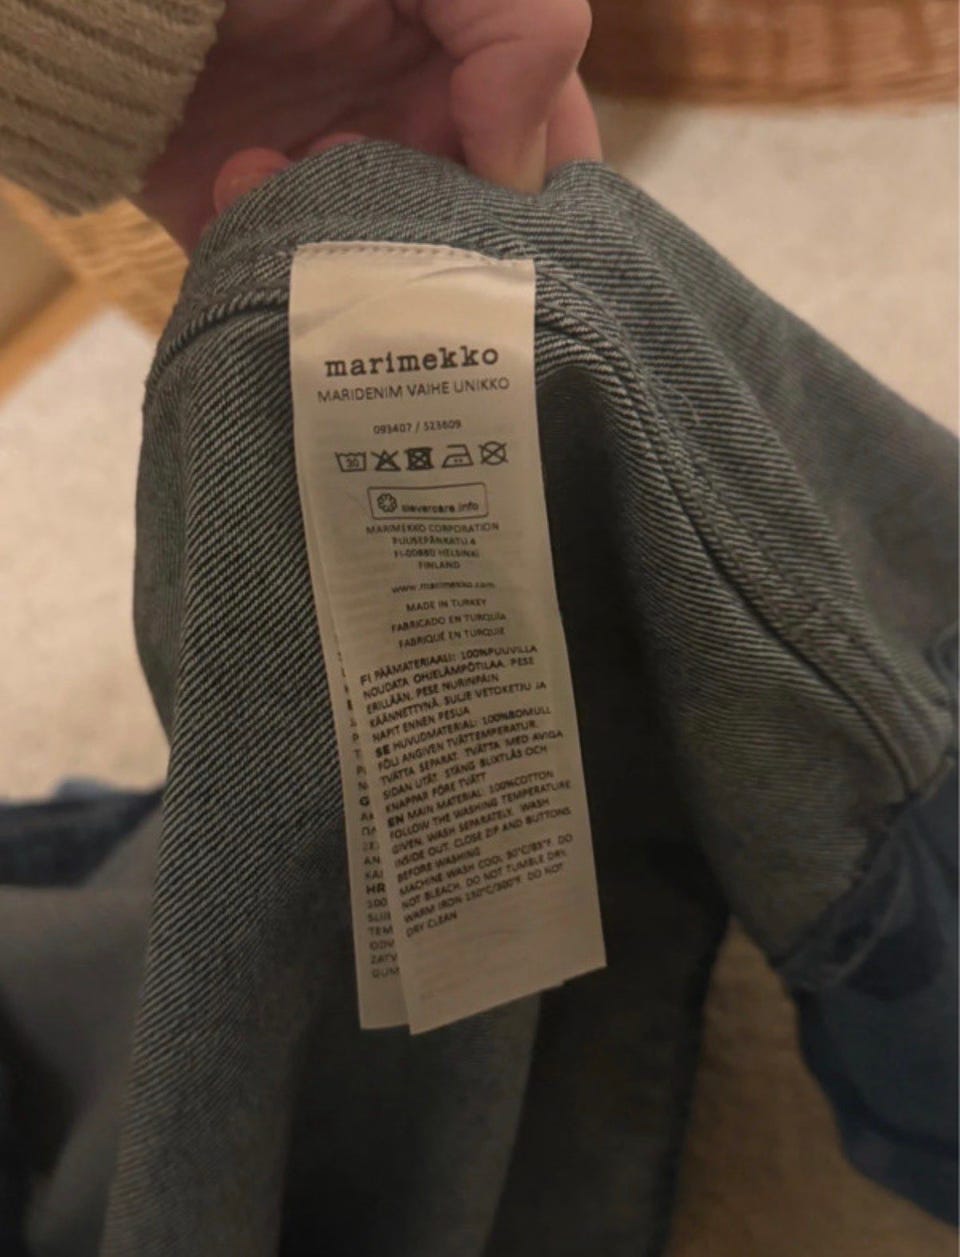 marimekko
MARIDENIM VAIHE UNIKKO
093407 / 523609
30
clevercare.info
MARIMEKKO CORPORATION
PUUSEPÄNKATU 4
FI-00880 HELSINKI
FINLAND
www.marimekko.com
MADE IN TURKEY
FABRICADO EN TURQUÍA
FABRIQUÉ EN TURQUIE
FI PÄÄMATERIAALI: 100%PUUVILLA
NOUDATA OHJELÄMPÖTILAA. PESE
ERILLÄÄN. PESE NURINPÄIN
KÄÄNNETTYNÄ. SULJE VETOKETJU JA
NAPIT ENNEN PESUA
SE HUVUDMATERIAL: 100%BOMULL
FÖLJ ANGIVEN TVÄTTEMPERATUR.
TVÄTTA SEPARAT. TVÄTTA MED AVIGA
SIDAN UTÅT. STÄNG BLIXTLÅS OCH
KNAPPAR FÖRE TVÄTT
EN MAIN MATERIAL: 100%COTTON
FOLLOW THE WASHING TEMPERATURE
GIVEN. WASH SEPARATELY. WASH
INSIDE OUT. CLOSE ZIP AND BUTTONS
BEFORE WASHING
MACHINE WASH COOL 30°C/85°F. DO
NOT BLEACH. DO NOT TUMBLE DRY.
WARM IRON 150°C/300°F. DO NOT
DRY CLEAN
HR
100